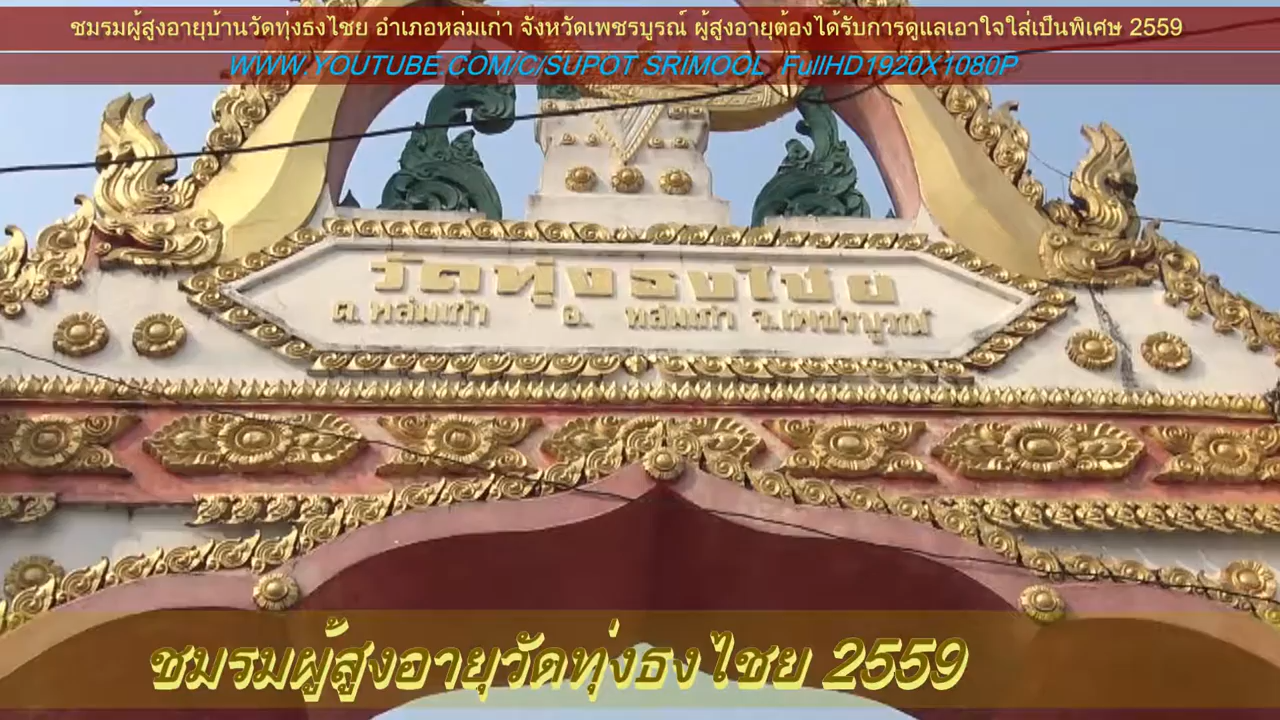 ชมรมผู้สูงอายุบ้านวัดทุ่งธงไชย อำเภอหล่มเก่า จังหวัดเพชรบูรณ์ ผู้สูงอายุต้องได้รับการดูแลเอาใจใส่เป็นพิเศษ 2559
WWW YOUTUBE COM/C/SUPOT SRIMOOL FullHD1920X1080P
วัดทุ่งธงไชย
ต. หล่มเก่า อ. หล่มเก่า จ.เพชรบูรณ์
ชมรมผู้สูงอายุวัดทุ่งธงไชย 2559